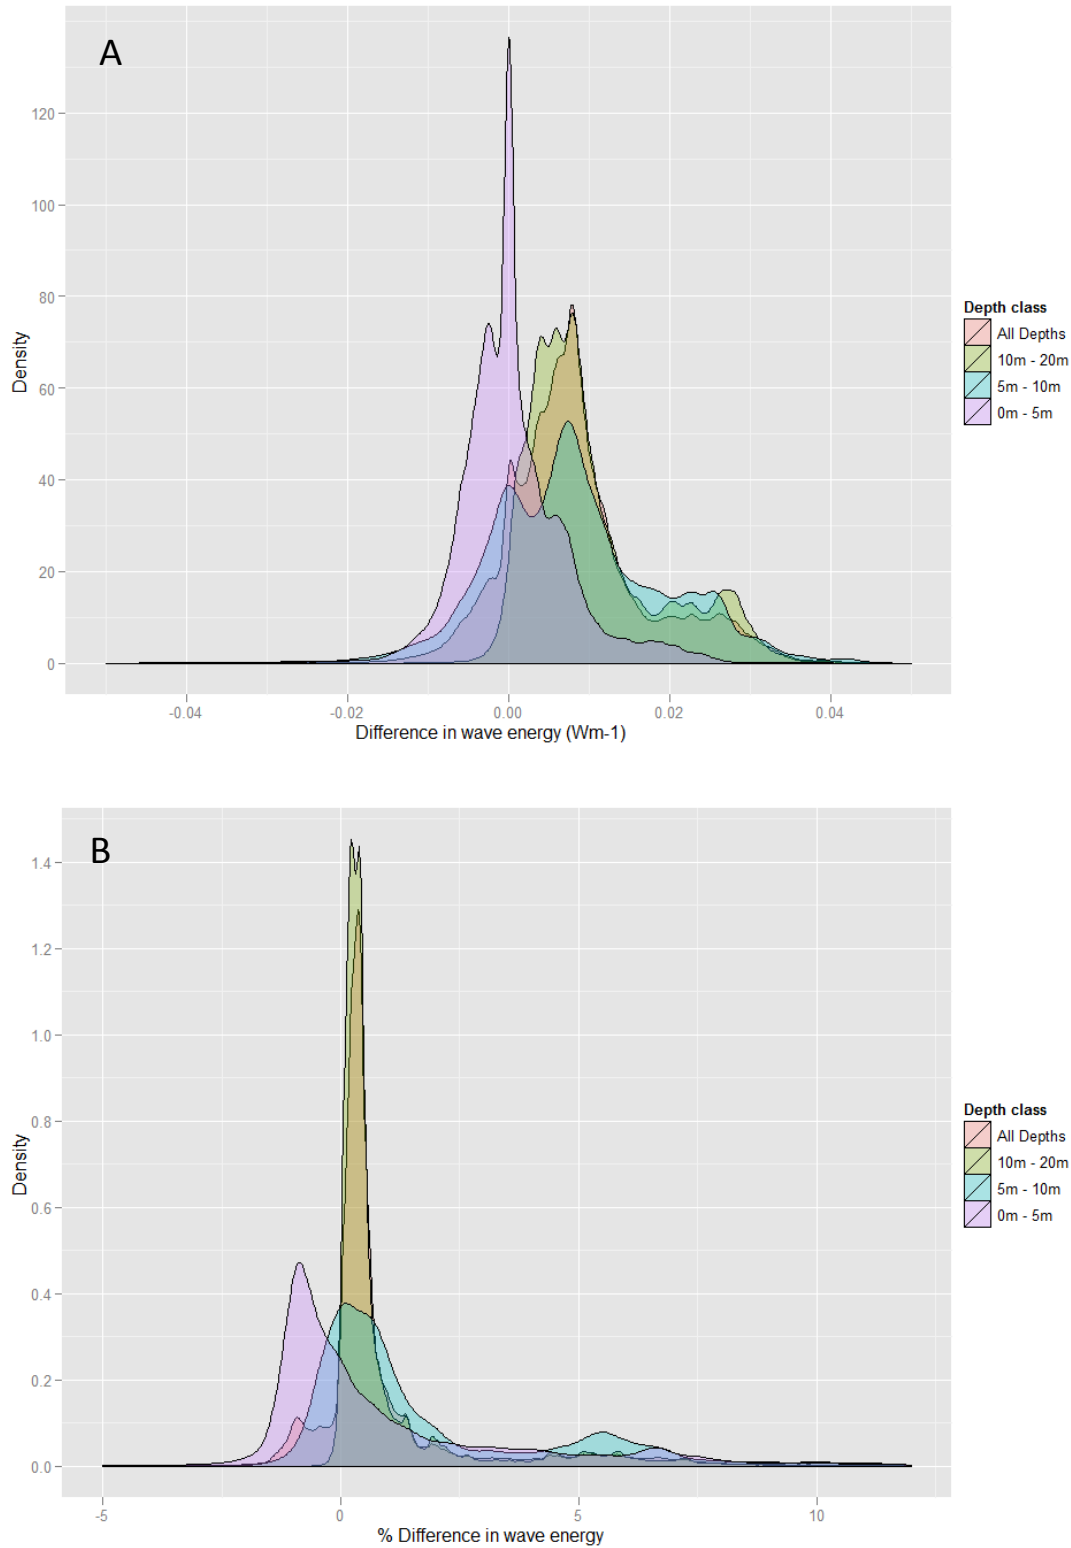 A
120
100
80
60
40
20
0
Density
-0.04
-0.02
0.00
0.02
0.04
Difference in wave energy (Wm-1)
Depth class
All Depths
10m - 20m
5m - 10m
0m - 5m
B
1.4
1.2
1.0
0.8
0.6
0.4
0.2
0.0
Density
-5
0
5
10
% Difference in wave energy
Depth class
All Depths
10m - 20m
5m - 10m
0m - 5m